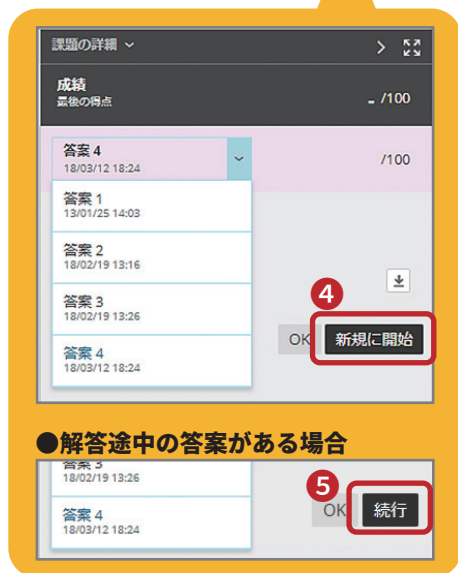 課題の詳細
成績
最後の得点
- /100
答案 4
18/03/12 18:24
/100
答案 1
13/01/25 14:03
答案 2
18/02/19 13:16
答案 3
18/02/19 13:26
答案 4
18/03/12 18:24
4
OK 新規に開始
●解答途中の答案がある場合
答案 3
18/02/19 13:26
答案 4
18/03/12 18:24
5
OK 続行